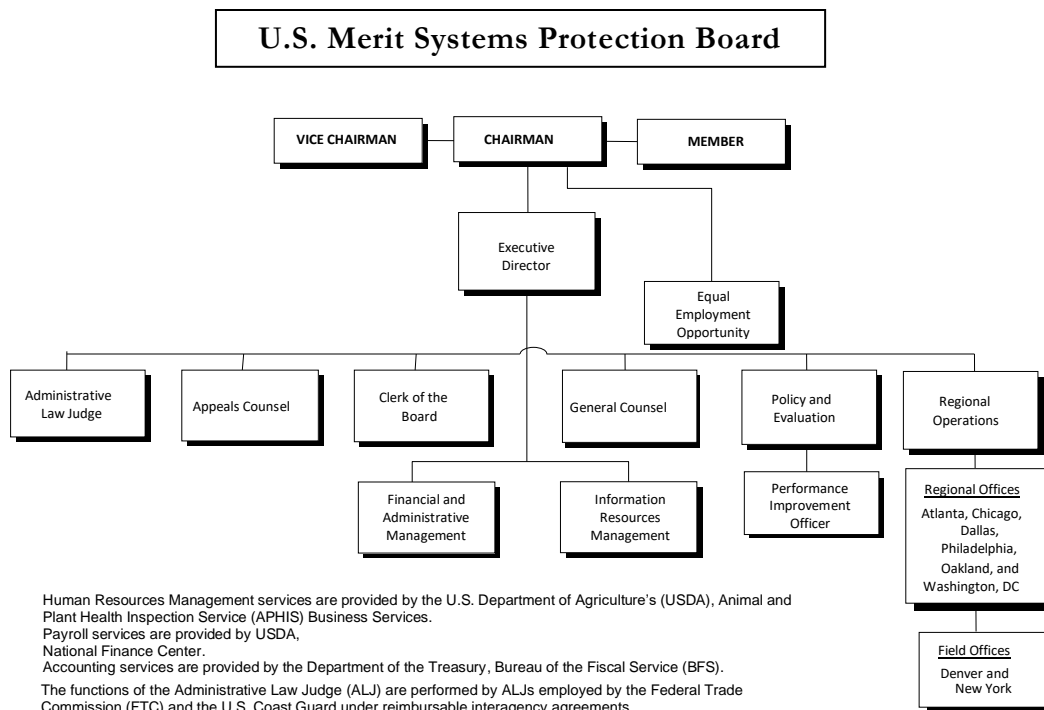 U.S. Merit Systems Protection Board
VICE CHAIRMAN
CHAIRMAN
MEMBER
Executive
Director
Equal
Employment
Opportunity
Administrative
Law Judge
Appeals Counsel
Clerk of the
Board
General Counsel
Policy and
Evaluation
Regional
Operations
Financial and
Administrative
Management
Information
Resources
Management
Performance
Improvement
Officer
Regional Offices
Atlanta, Chicago,
Dallas,
Philadelphia,
Oakland, and
Washington, DC
Field Offices
Denver and
New York
Human Resources Management services are provided by the U.S. Department of Agriculture's (USDA), Animal and
Plant Health Inspection Service (APHIS) Business Services.
Payroll services are provided by USDA,
National Finance Center.
Accounting services are provided by the Department of the Treasury, Bureau of the Fiscal Service (BFS).
The functions of the Administrative Law Judge (ALJ) are performed by ALJs employed by the Federal Trade
Commission (FTC) and the U.S. Coast Guard under reimbursable interagency agreements